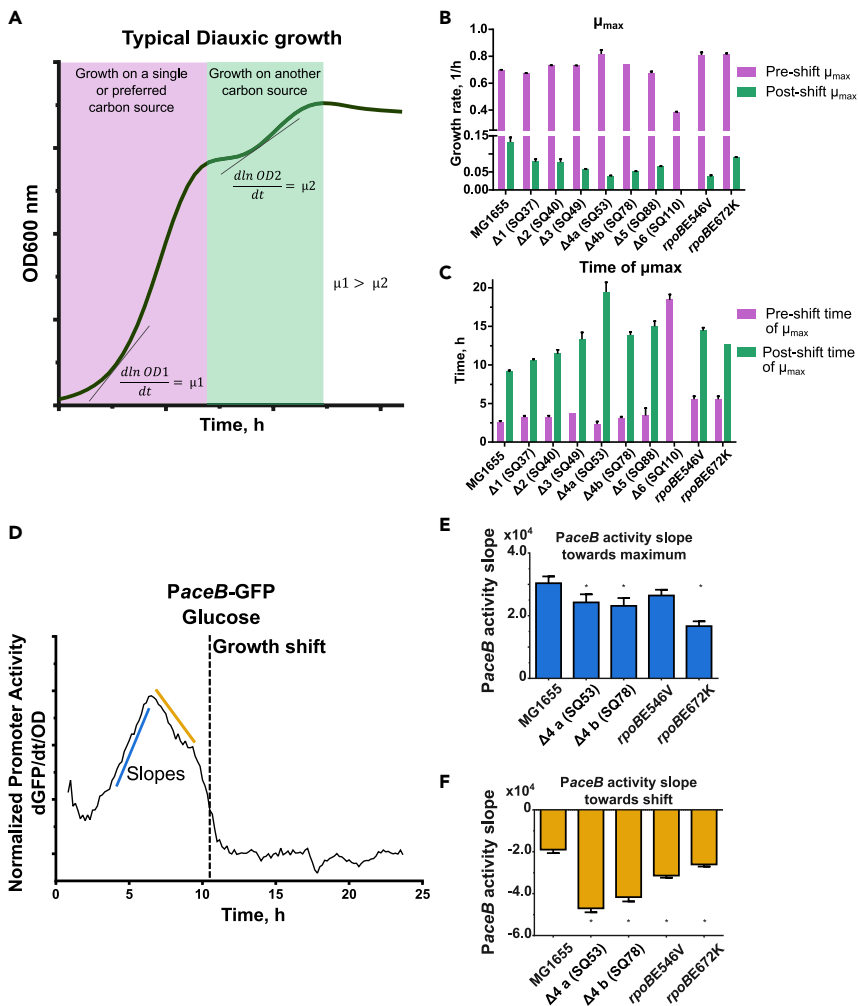 A
Typical Diauxic growth
Growth on a single
or preferred
carbon source
Growth on another
carbon source
dln OD2
dt
= μ2
μ1 > μ2
dln OD1
dt
= μ1
OD600 nm
Time, h
B
μmax
Growth rate, 1/h
1.0
0.8
0.6
0.4
0.15
0.10
0.05
0.00
MG1655
Δ1 (SQ37)
Δ2 (SQ40)
Δ3 (SQ49)
Δ4a (SQ53)
Δ4b (SQ78)
Δ5 (SQ88)
Δ6 (SQ110)
rpoBE546V
rpoBE672K
Pre-shift μmax
Post-shift μmax
C
Time of μmax
Time, h
20
15
10
5
0
MG1655
Δ1 (SQ37)
Δ2 (SQ40)
Δ3 (SQ49)
Δ4a (SQ53)
Δ4b (SQ78)
Δ5 (SQ88)
Δ6 (SQ110)
rpoBE546V
rpoBE672K
Pre-shift time
of μmax
Post-shift time
of μmax
D
PaceB-GFP
Glucose
Growth shift
Slopes
Normalized Promoter Activity
dGFP/dt/OD
0
5
10
15
20
25
Time, h
E
x10⁴
PaceB activity slope
towards maximum
PaceB activity slope
40.0
20.0
0
* * *
MG1655
Δ4 a (SQ53)
Δ4 b (SQ78)
rpoBE546V
rpoBE672K
F
x10⁴
PaceB activity slope
towards shift
PaceB activity slope
0
-2.0
-4.0
-6.0
* * * *
MG1655
Δ4 a (SQ53)
Δ4 b (SQ78)
rpoBE546V
rpoBE672K